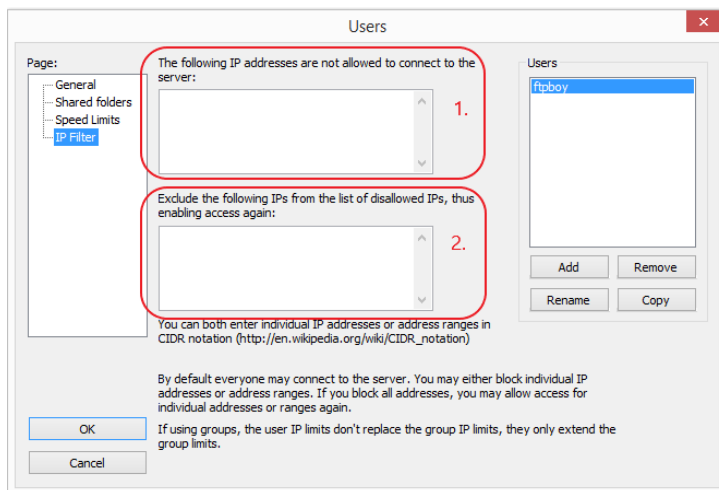 Users
Page:
General
Shared folders
Speed Limits
IP Filter
The following IP addresses are not allowed to connect to the
server:
1.
Exclude the following IPs from the list of disallowed IPs, thus
enabling access again:
2.
You can both enter individual IP addresses or address ranges in
CIDR notation (http://en.wikipedia.org/wiki/CIDR_notation)
By default everyone may connect to the server. You may either block individual IP
addresses or address ranges. If you block all addresses, you may allow access for
individual addresses or ranges again.
If using groups, the user IP limits don't replace the group IP limits, they only extend the
group limits.
Users
ftpboy
Add
Remove
Rename
Copy
OK
Cancel